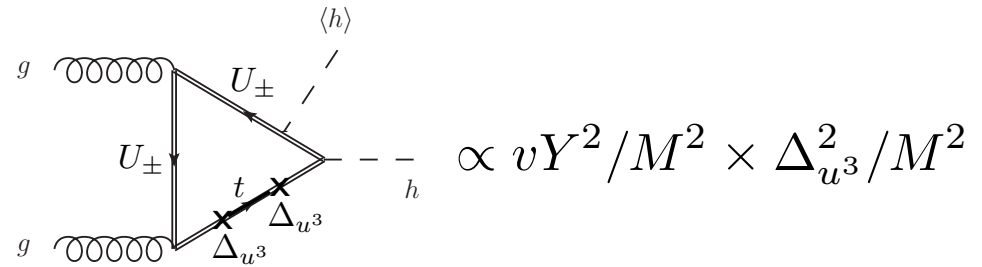 ⟨h⟩
g
U±
U±
∝ vY²/M² × Δ²_{u³}/M²
t
h
Δ_{u³}
g
Δ_{u³}